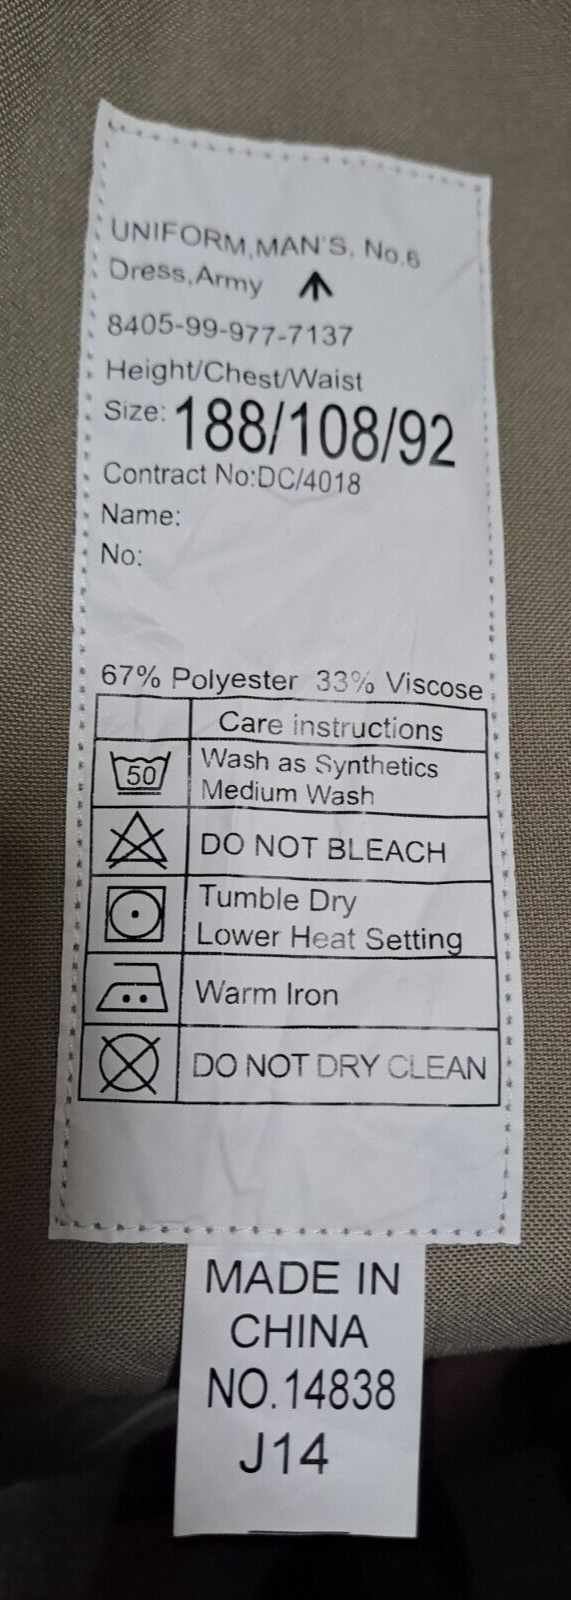 UNIFORM,MAN'S, No.6
Dress,Army
8405-99-977-7137
Height/Chest/Waist
Size: 188/108/92
Contract No:DC/4018
Name:
No:
67% Polyester 33% Viscose
Care instructions
50 Wash as Synthetics
Medium Wash
DO NOT BLEACH
Tumble Dry
Lower Heat Setting
Warm Iron
DO NOT DRY CLEAN
MADE IN
CHINA
NO.14838
J14